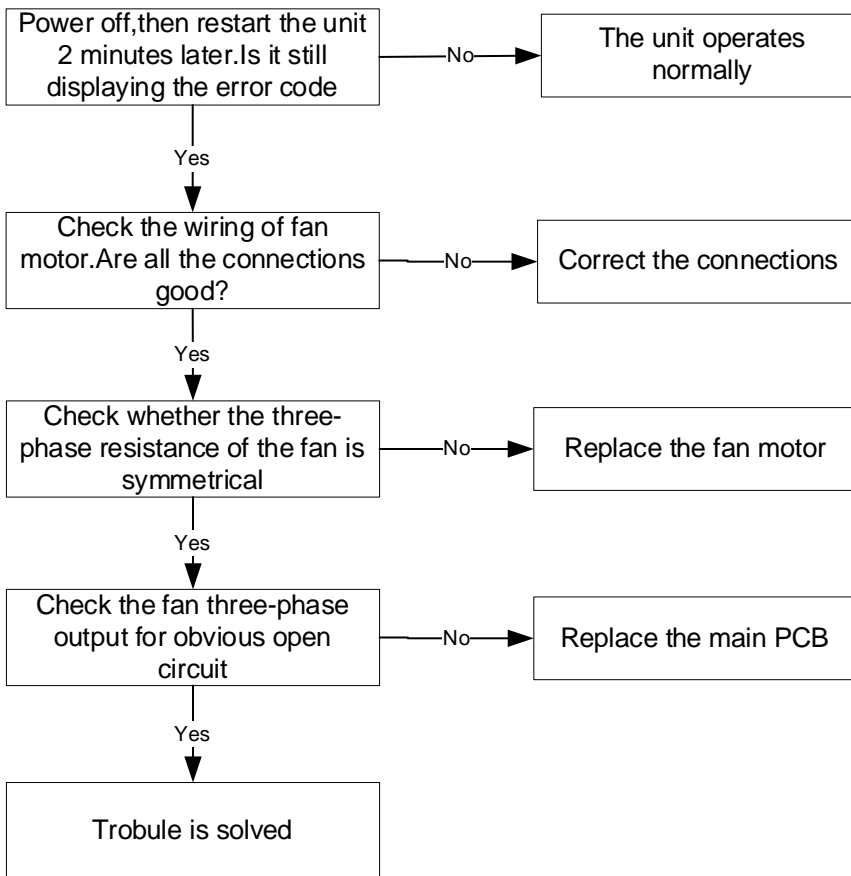 Power off,then restart the unit
2 minutes later.Is it still
displaying the error code
No
The unit operates
normally
Yes
Check the wiring of fan
motor.Are all the connections
good?
No
Correct the connections
Yes
Check whether the three-
phase resistance of the fan is
symmetrical
No
Replace the fan motor
Yes
Check the fan three-phase
output for obvious open
circuit
No
Replace the main PCB
Yes
Trobule is solved